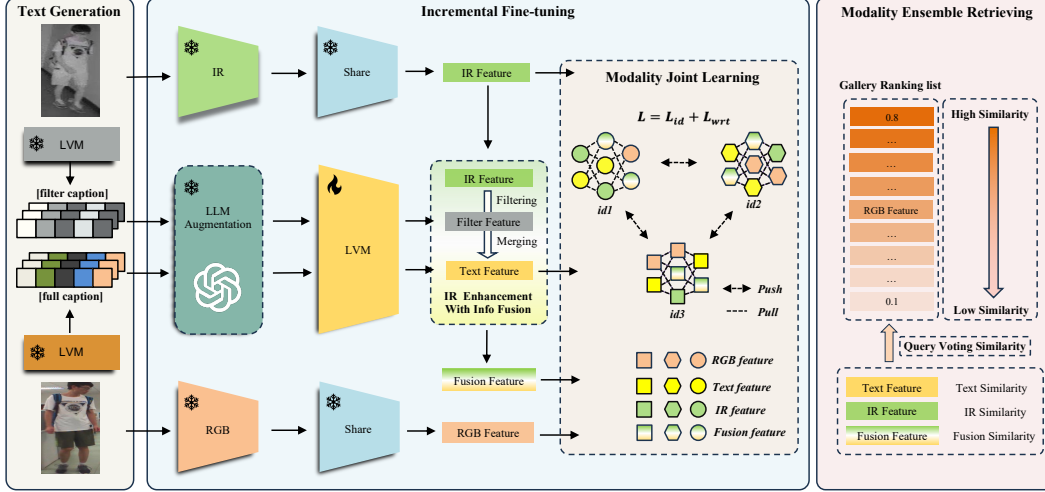 Text Generation
LVM
[filter caption]
[full caption]
LVM
Incremental Fine-tuning
IR
Share
IR Feature
LLM
Augmentation
LVM
IR Feature
Filtering
Filter Feature
Merging
Text Feature
IR Enhancement
With Info Fusion
Fusion Feature
RGB
Share
RGB Feature
Modality Joint Learning
L = L_{id} + L_{wrt}
id1
id2
id3
Push
Pull
RGB feature
Text feature
IR feature
Fusion feature
Modality Ensemble Retrieving
Gallery Ranking list
0.8
...
...
...
RGB Feature
...
...
...
0.1
High Similarity
Low Similarity
Query Voting Similarity
Text Feature Text Similarity
IR Feature IR Similarity
Fusion Feature Fusion Similarity